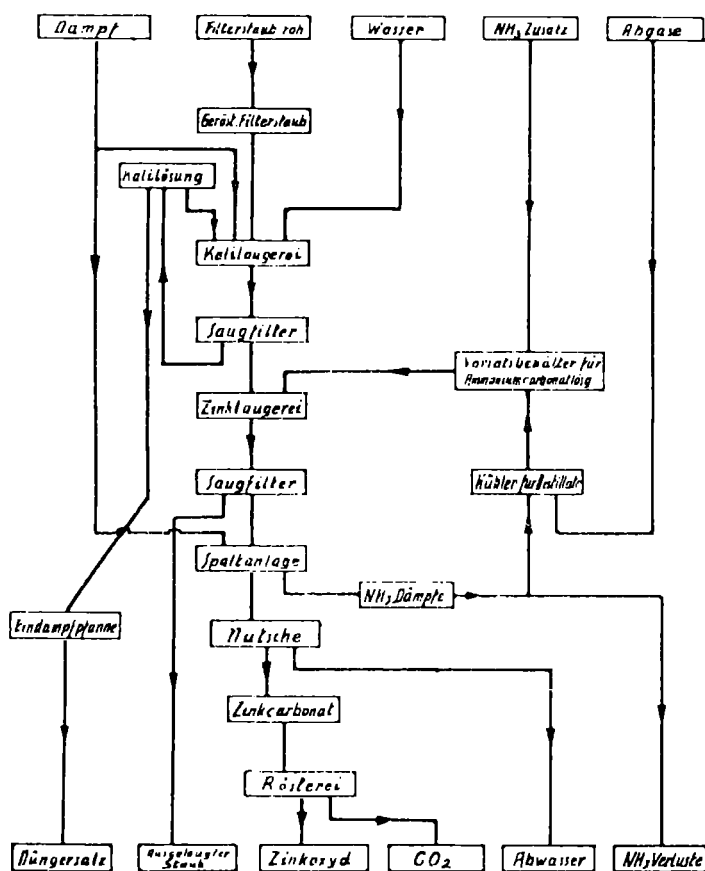 Dampf
Filterstaub roh
Wasser
NH₃ Zusatz
Abgase
Geröst. Filterstaub
Kalilösung
Kalilaugerei
Saugfilter
Vorratsbehälter für
Ammoniumcarbonatlösg
Zinklaugerei
Saugfilter
Kühler für Destillate
Spaltanlage
NH₃ Dämpfe
Eindampfpfanne
Nutsche
Zinkcarbonat
Rösterei
Düngersalz
Ausgelaugter
Staub
Zinkoxyd
CO₂
Abwasser
NH₃ Verluste